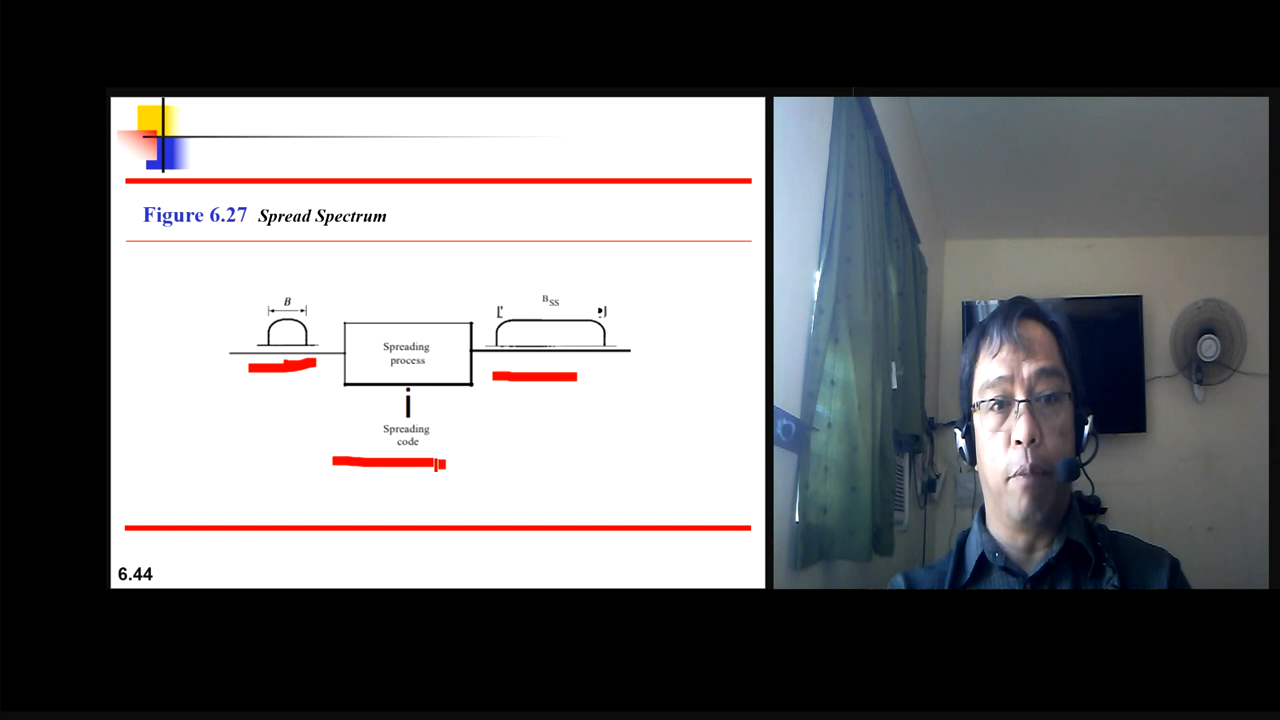 Figure 6.27 Spread Spectrum
B
BSS
Spreading
process
Spreading
code
6.44